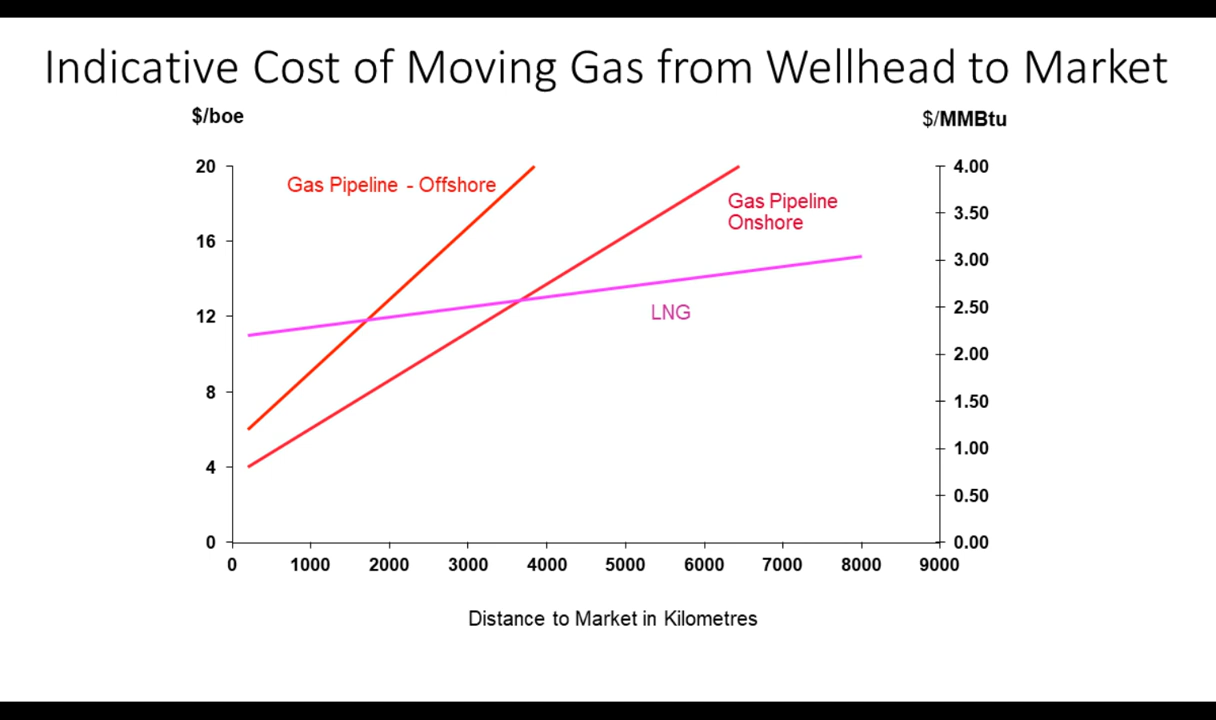 Indicative Cost of Moving Gas from Wellhead to Market
$/boe
$/MMBtu
20
Gas Pipeline - Offshore
4.00
Gas Pipeline
Onshore
3.50
16
3.00
12
LNG
2.50
2.00
8
1.50
4
1.00
0.50
0
0.00
0 1000 2000 3000 4000 5000 6000 7000 8000 9000
Distance to Market in Kilometres